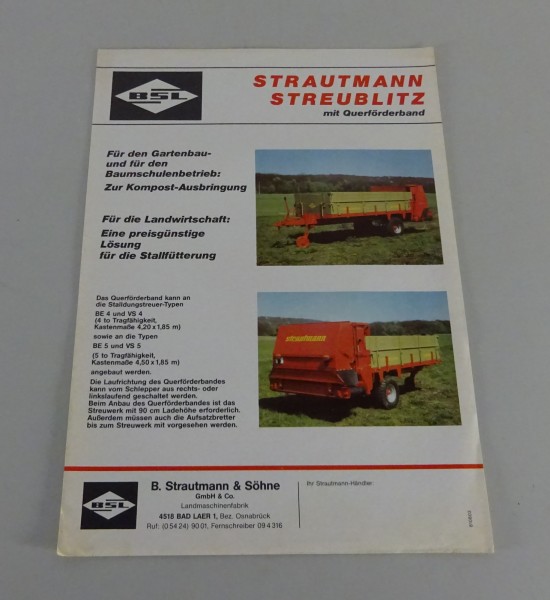 BSL
STRAUTMANN
STREUBLITZ
mit Querförderband
Für den Gartenbau-
und für den
Baumschulenbetrieb:
Zur Kompost-Ausbringung
Für die Landwirtschaft:
Eine preisgünstige
Lösung
für die Stallfütterung
Das Querförderband kann an
die Stalldungstreuer-Typen
BE 4 und VS 4
(4 to Tragfähigkeit,
Kastenmaße 4,20 x 1,85 m)
sowie an die Typen
BE 5 und VS 5
(5 to Tragfähigkeit,
Kastenmaße 4,50 x 1,85 m)
angebaut werden.
Die Laufrichtung des Querförderbandes
kann vom Schlepper aus rechts- oder
linkslaufend geschaltet werden.
Beim Anbau des Querförderbandes ist das
Streuwerk mit 90 cm Ladehöhe erforderlich.
Außerdem müssen auch die Aufsatzbretter
bis zum Streuwerk mit vorgesehen werden.
strautmann
BSL
B. Strautmann & Söhne
GmbH & Co.
Landmaschinenfabrik
4518 BAD LAER 1, Bez. Osnabrück
Ruf: (0 54 24) 90 01, Fernschreiber 09 4 316
Ihr Strautmann-Händler: